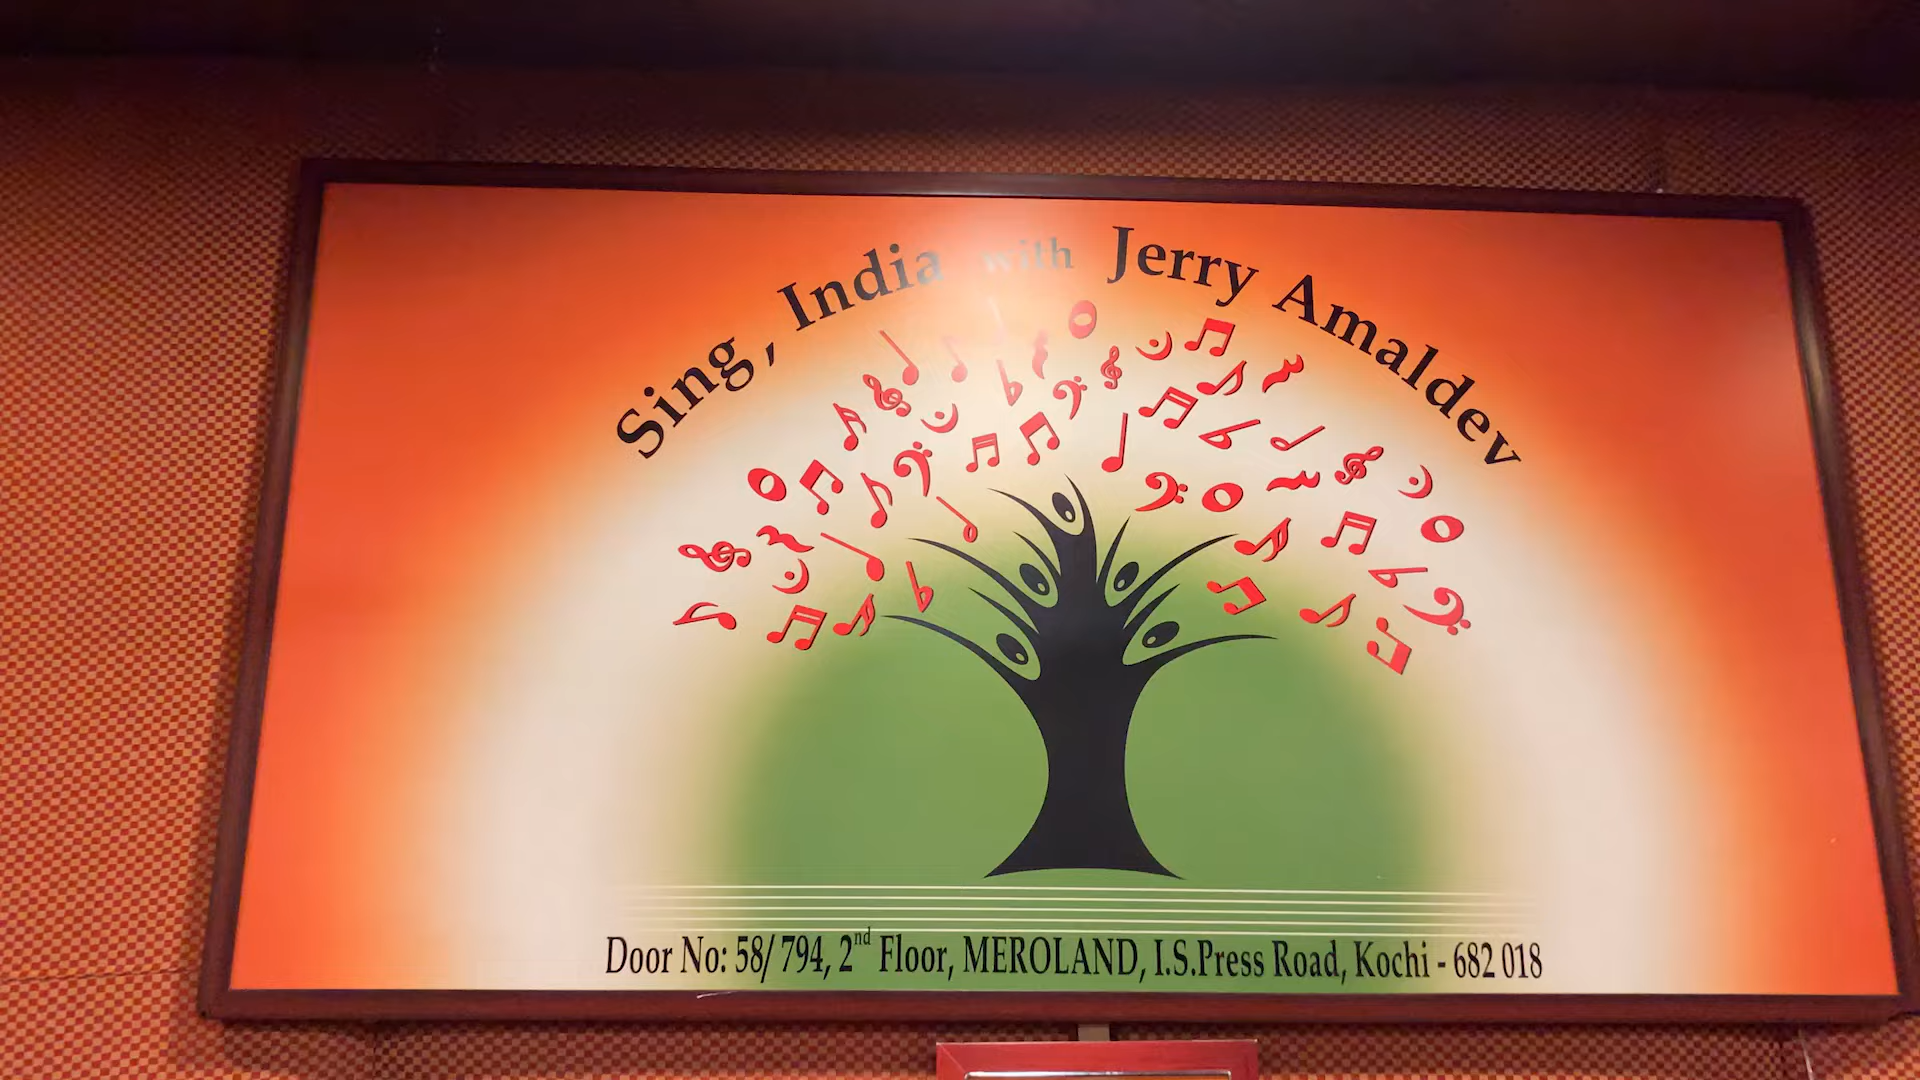 Sing, India with Jerry Amaldev
Door No: 58/794, 2nd Floor, MEROLAND, I.S.Press Road, Kochi - 682 018